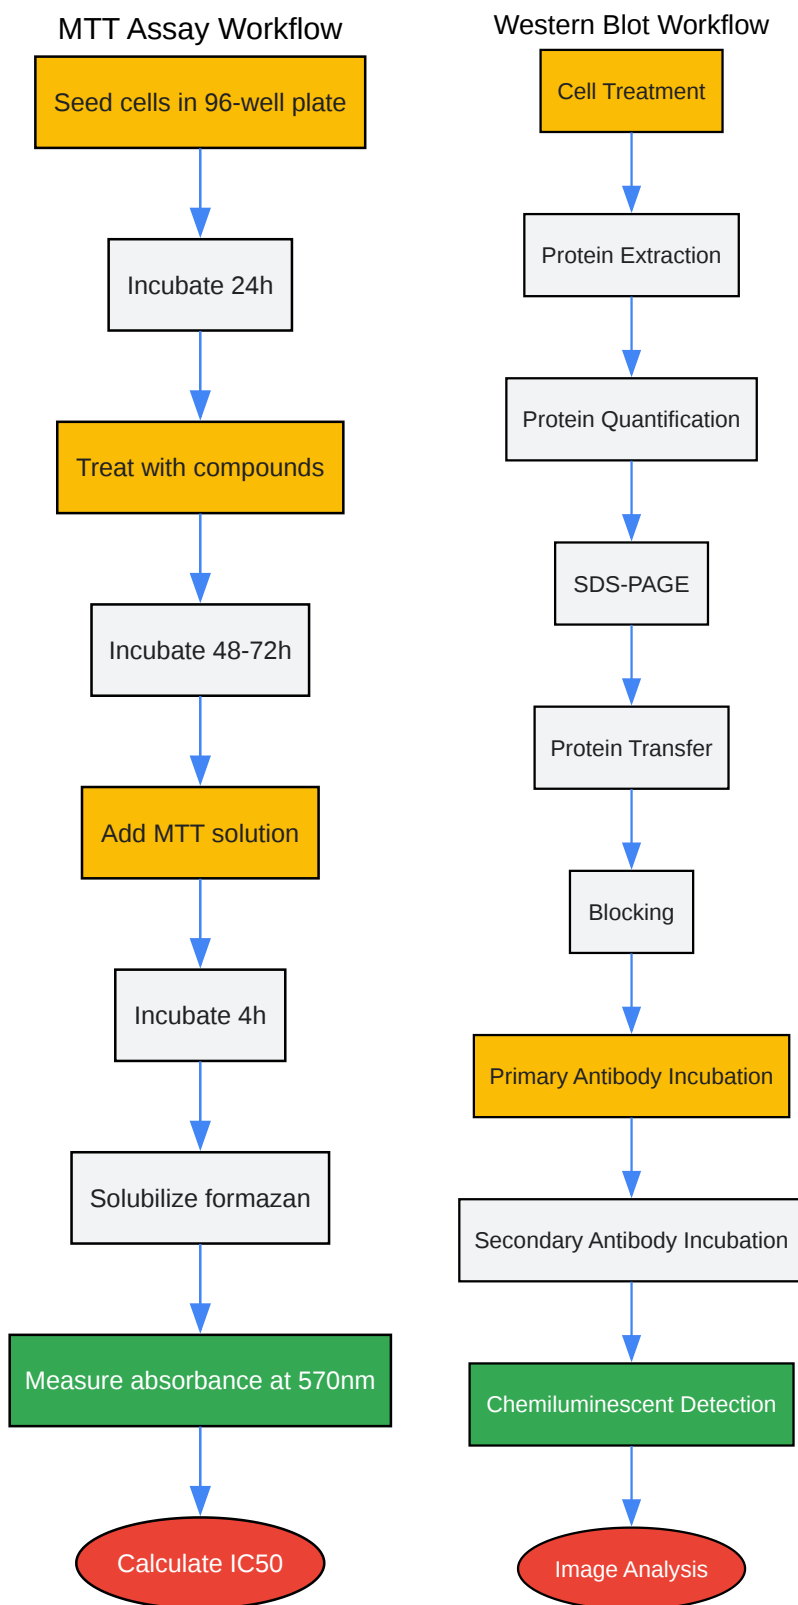 MTT Assay Workflow
Seed cells in 96-well plate
Incubate 24h
Treat with compounds
Incubate 48-72h
Add MTT solution
Incubate 4h
Solubilize formazan
Measure absorbance at 570nm
Calculate IC50
Western Blot Workflow
Cell Treatment
Protein Extraction
Protein Quantification
SDS-PAGE
Protein Transfer
Blocking
Primary Antibody Incubation
Secondary Antibody Incubation
Chemiluminescent Detection
Image Analysis